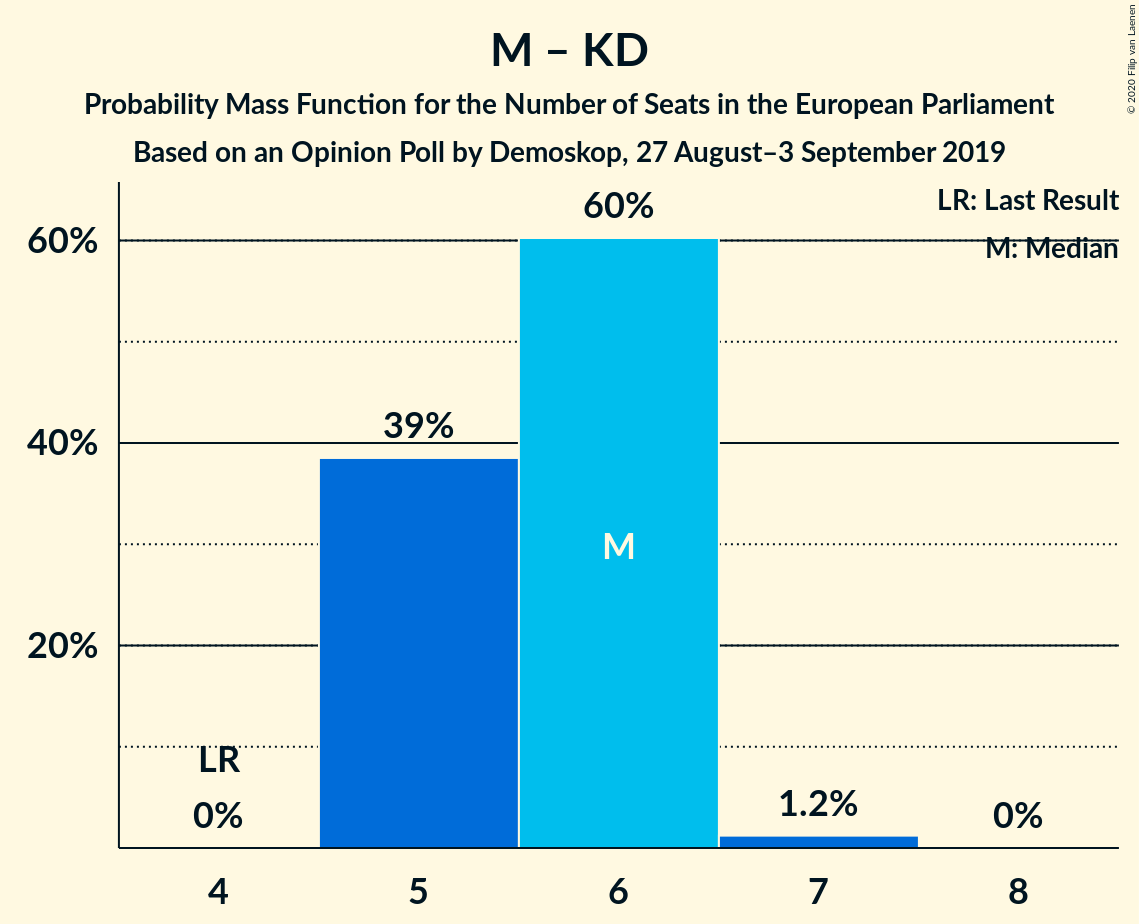 M – KD
Probability Mass Function for the Number of Seats in the European Parliament
Based on an Opinion Poll by Demoskop, 27 August–3 September 2019
© 2020 Filip van Laenen
LR: Last Result
M: Median
60%
40%
20%
LR
0%
39%
60%
M
1.2%
0%
4
5
6
7
8